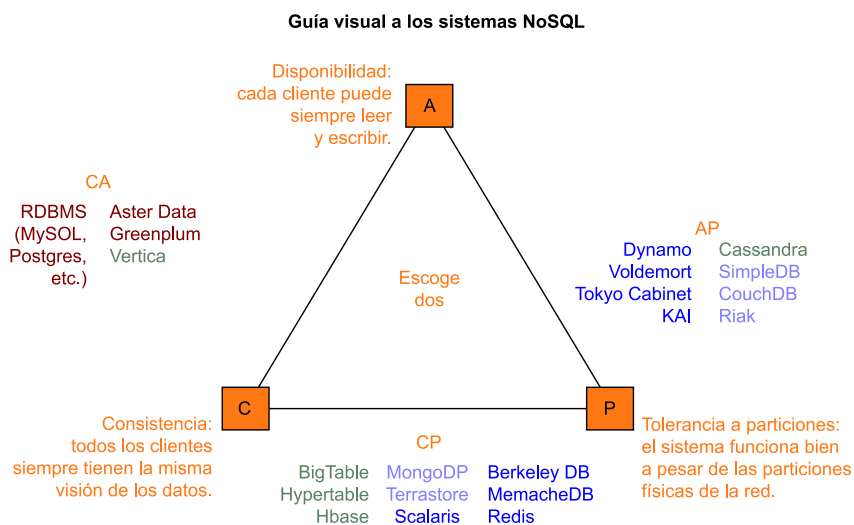 Guía visual a los sistemas NoSQL
Disponibilidad:
cada cliente puede
siempre leer
y escribir.
A
CA
RDBMS Aster Data
(MySOL, Greenplum
Postgres, Vertica
etc.)
AP
Dynamo Cassandra
Voldemort SimpleDB
Tokyo Cabinet CouchDB
KAI Riak
Escoge
dos
C
P
Consistencia:
todos los clientes
siempre tienen la misma
visión de los datos.
CP
BigTable MongoDP Berkeley DB
Hypertable Terrastore MemacheDB
Hbase Scalaris Redis
Tolerancia a particiones:
el sistema funciona bien
a pesar de las particiones
físicas de la red.